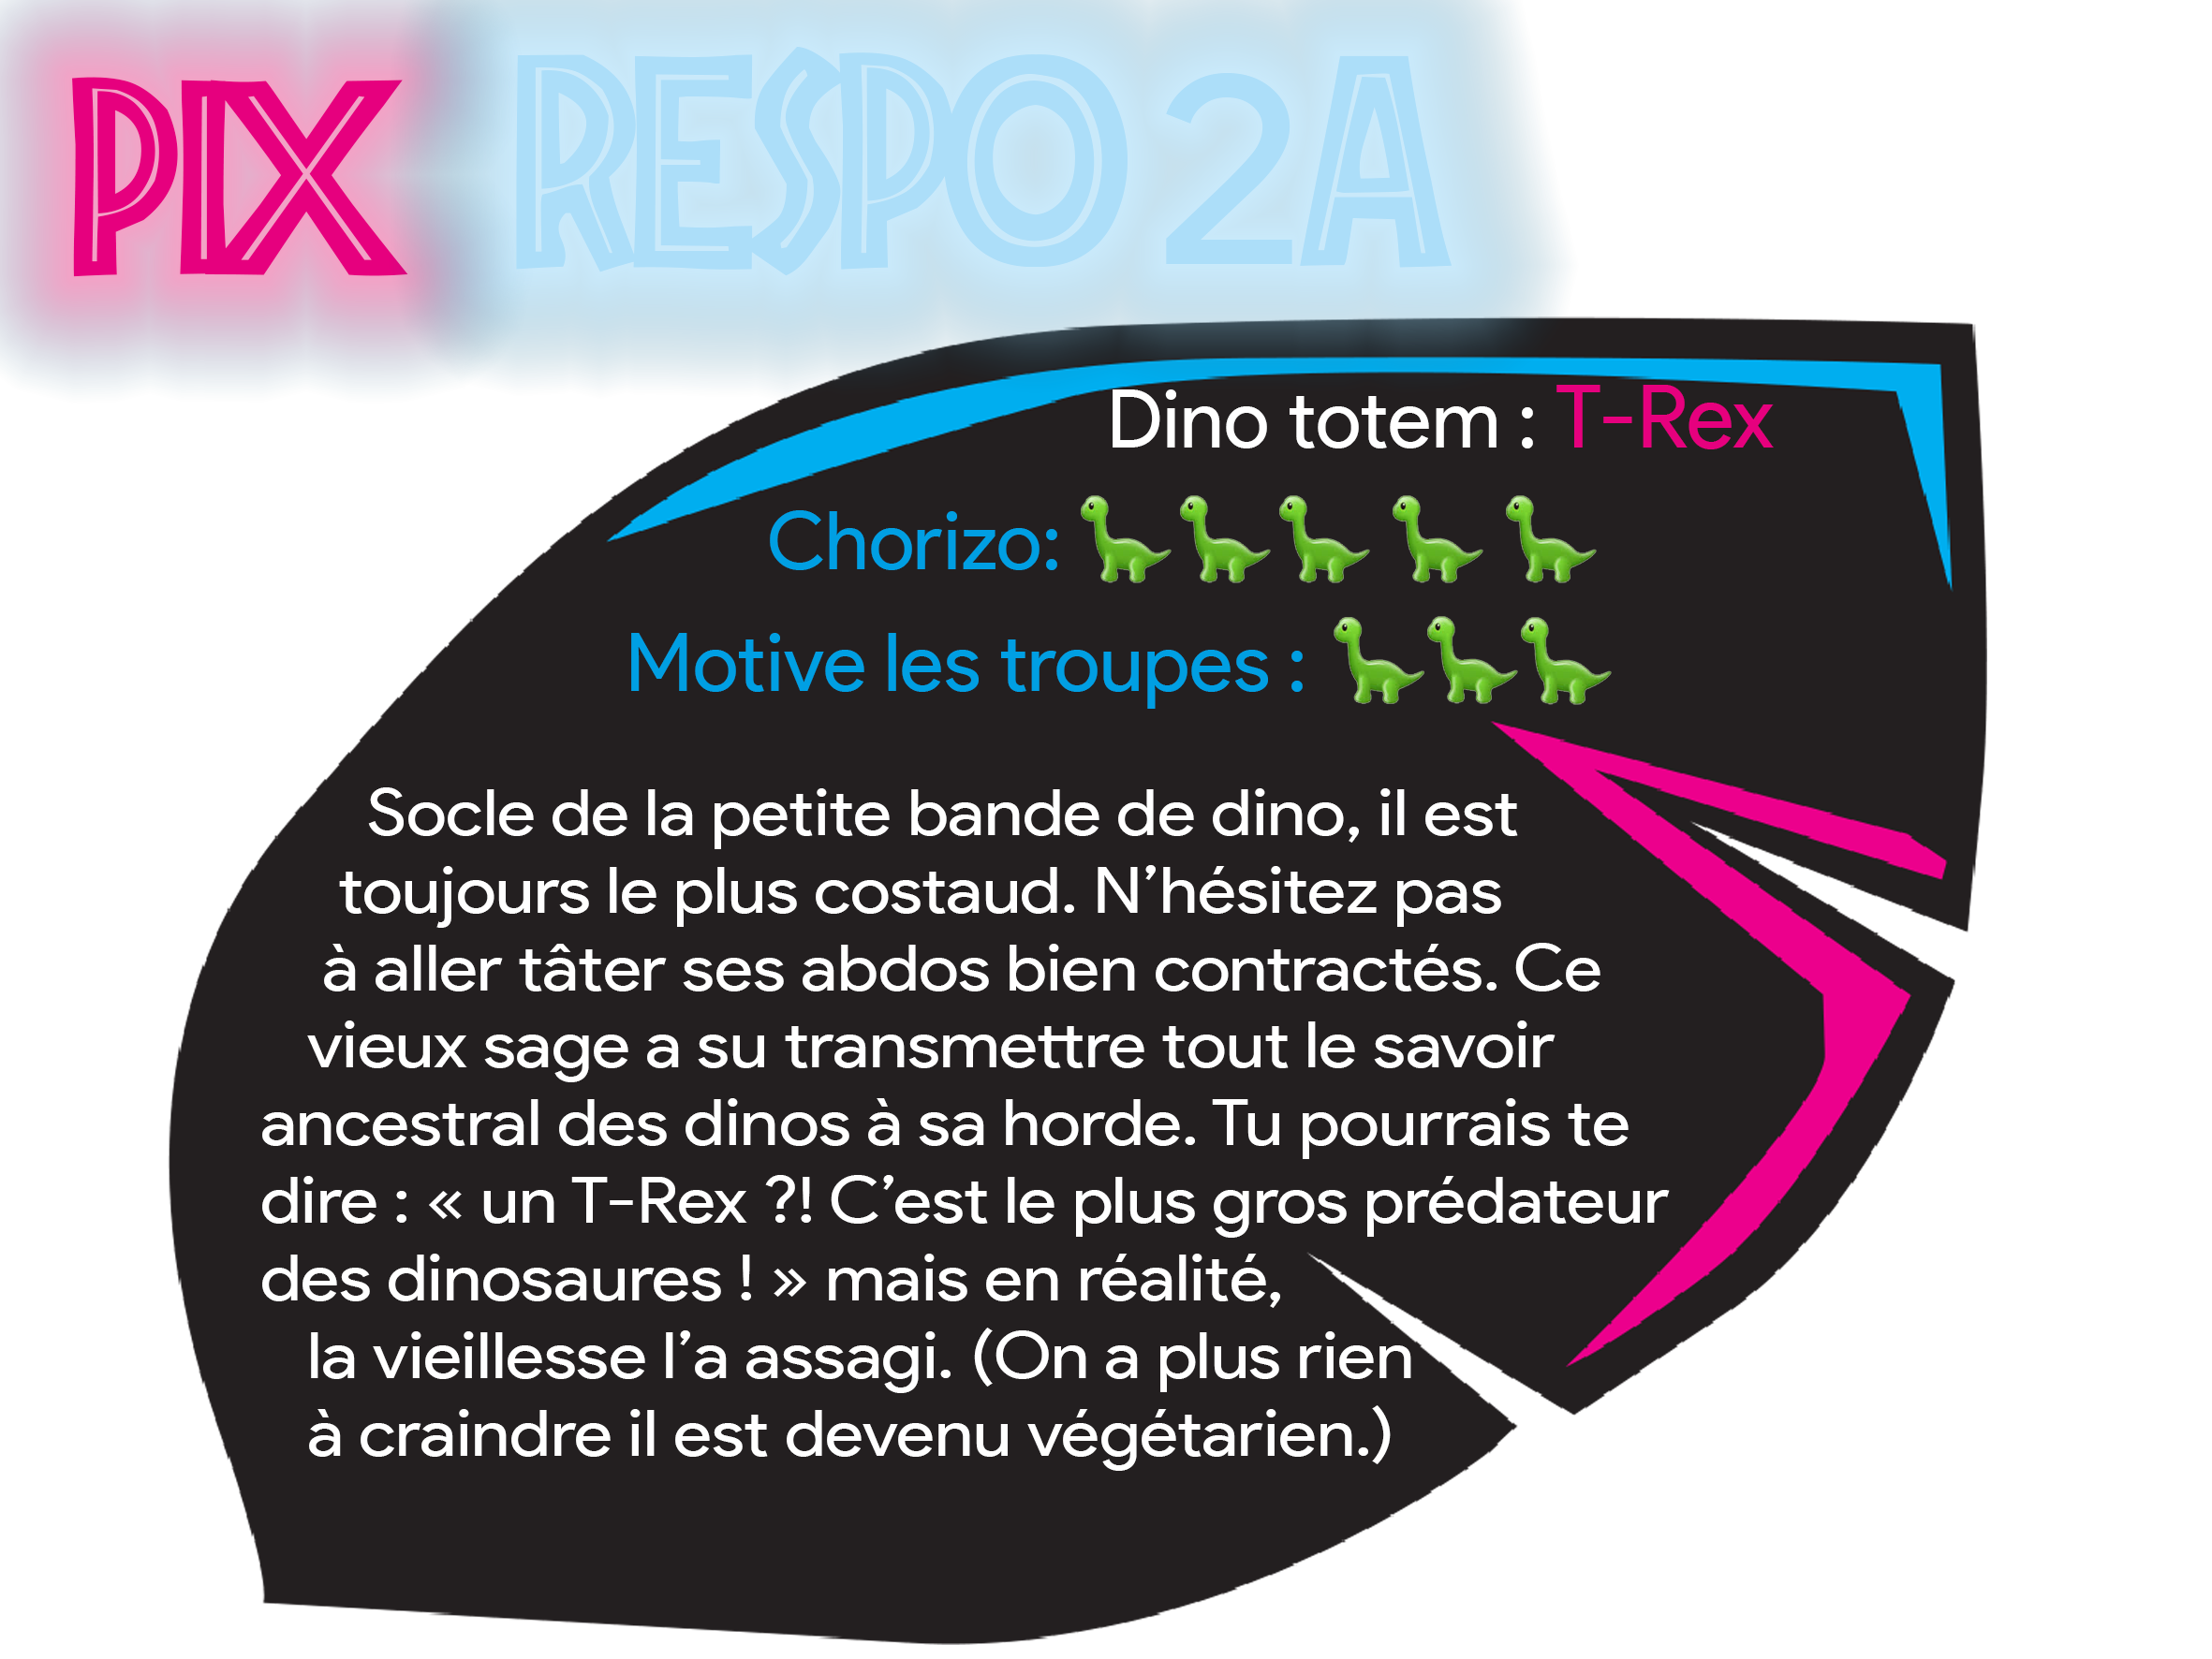 PIX RESPO 2A
Dino totem : T-Rex
Chorizo: 🦕🦕🦕🦕🦕
Motive les troupes : 🦕🦕🦕
Socle de la petite bande de dino, il est
toujours le plus costaud. N’hésitez pas
à aller tâter ses abdos bien contractés. Ce
vieux sage a su transmettre tout le savoir
ancestral des dinos à sa horde. Tu pourrais te
dire : « un T-Rex ?! C’est le plus gros prédateur
des dinosaures ! » mais en réalité,
la vieillesse l’a assagi. (On a plus rien
à craindre il est devenu végétarien.)